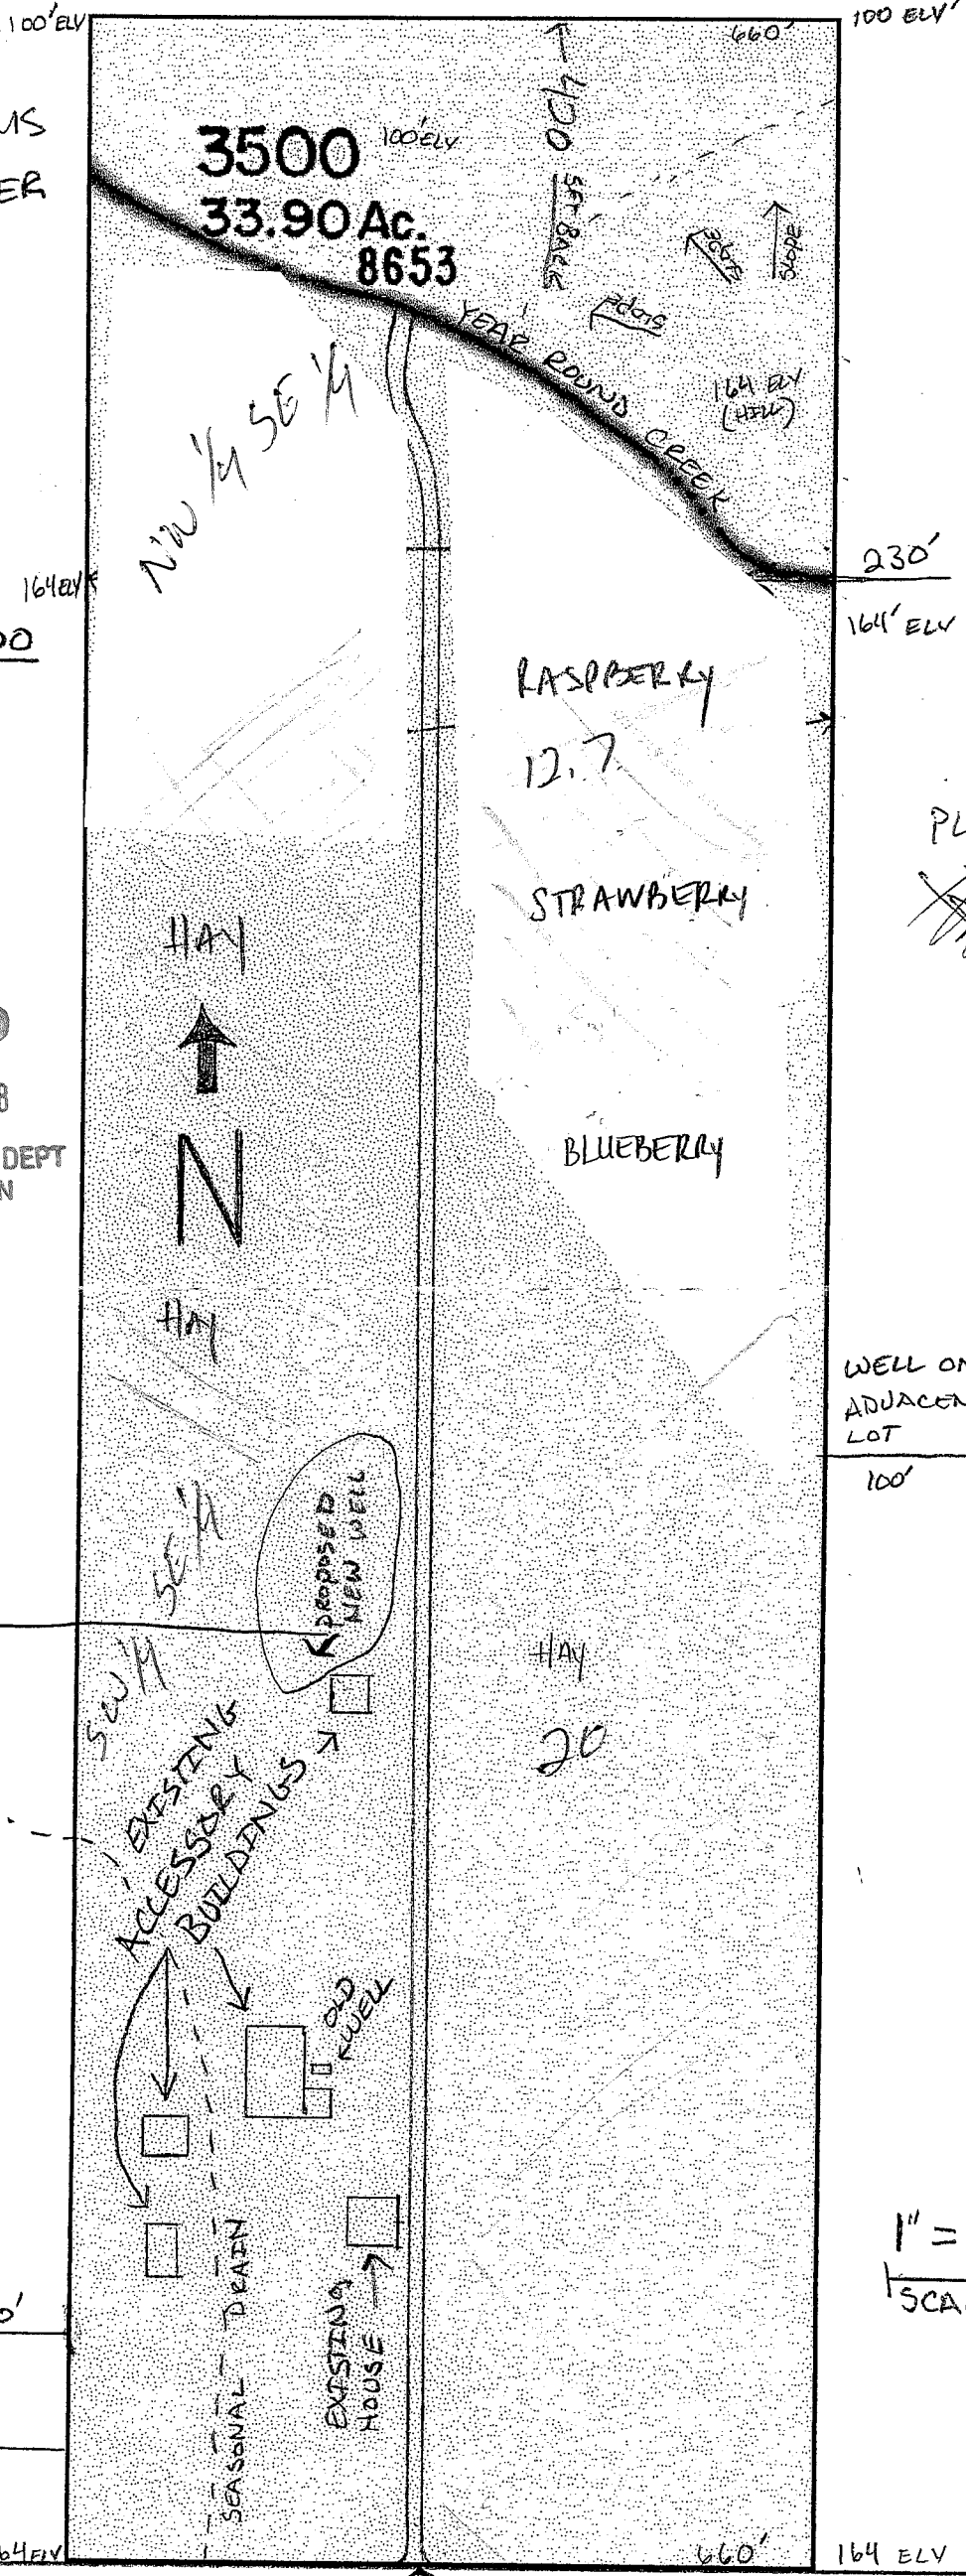 100' ELV
660'
100 ELV'
3500
100' ELV
33.90 Ac.
8653
400 SET BACK
SLOPE
SLOPE
SLOPE
YEAR ROUND CREEK
164 ELV
(HILL)
NW 1/4 SE 1/4
230'
164 ELV
164' ELV
RASPBERRY
12.7
STRAWBERRY
HAY
N
DEPT
BLUEBERRY
HAY
WELL ON
LOT
100'
SE 1/4
PROPOSED
NEW WELL
SW 1/4
HAY
20
EXISTING
ACCESSORY
BUILDINGS
OLD
WELL
1" =
SEASONAL DRAIN
EXISTING
HOUSE
660'
164 ELV